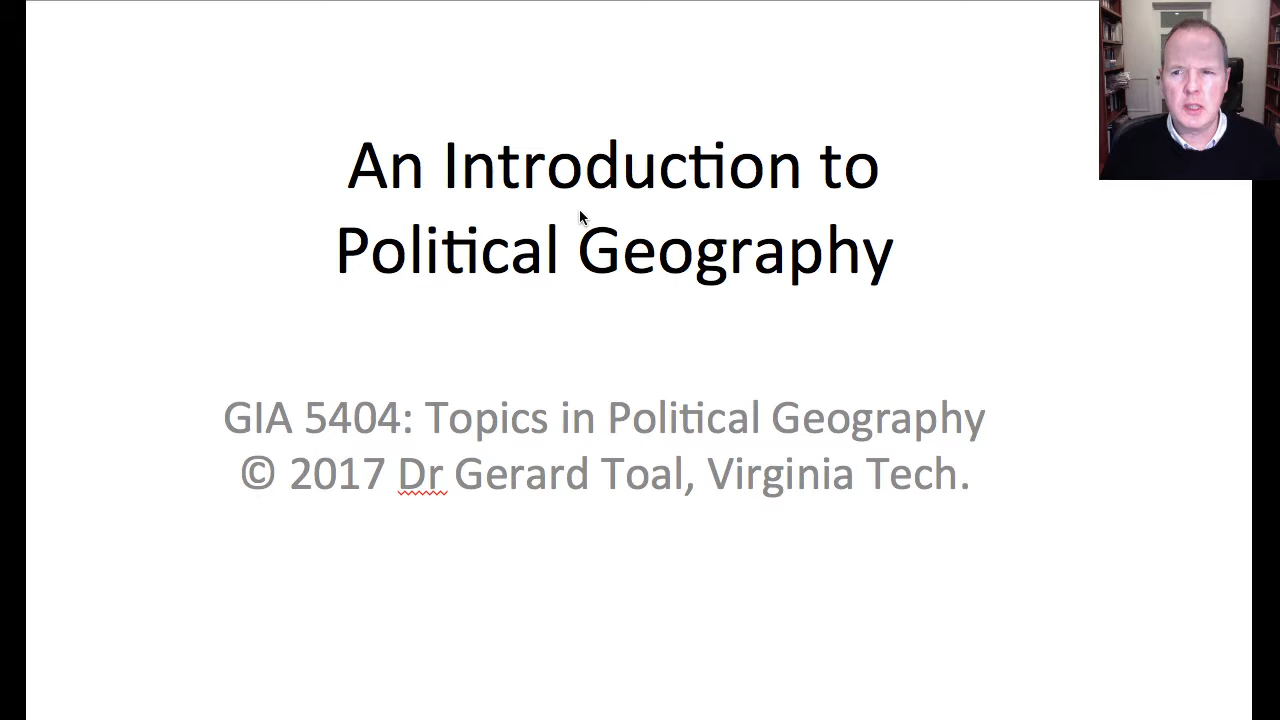 An Introduction to
Political Geography
GIA 5404: Topics in Political Geography
© 2017 Dr Gerard Toal, Virginia Tech.